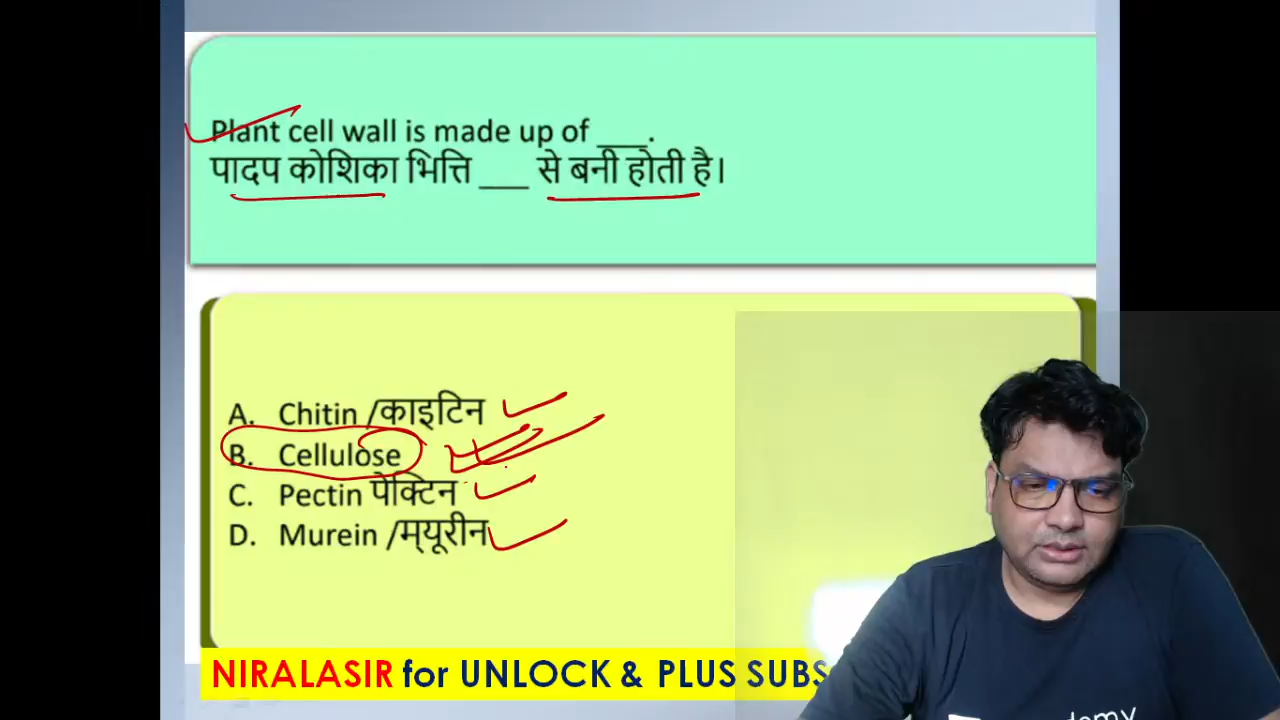 Plant cell wall is made up of ___.
पादप कोशिका भित्ति ___ से बनी होती है।
A. Chitin /काइटिन
B. Cellulose
C. Pectin पेक्टिन
D. Murein /म्यूरीन
NIRALASIR for UNLOCK & PLUS SUBS